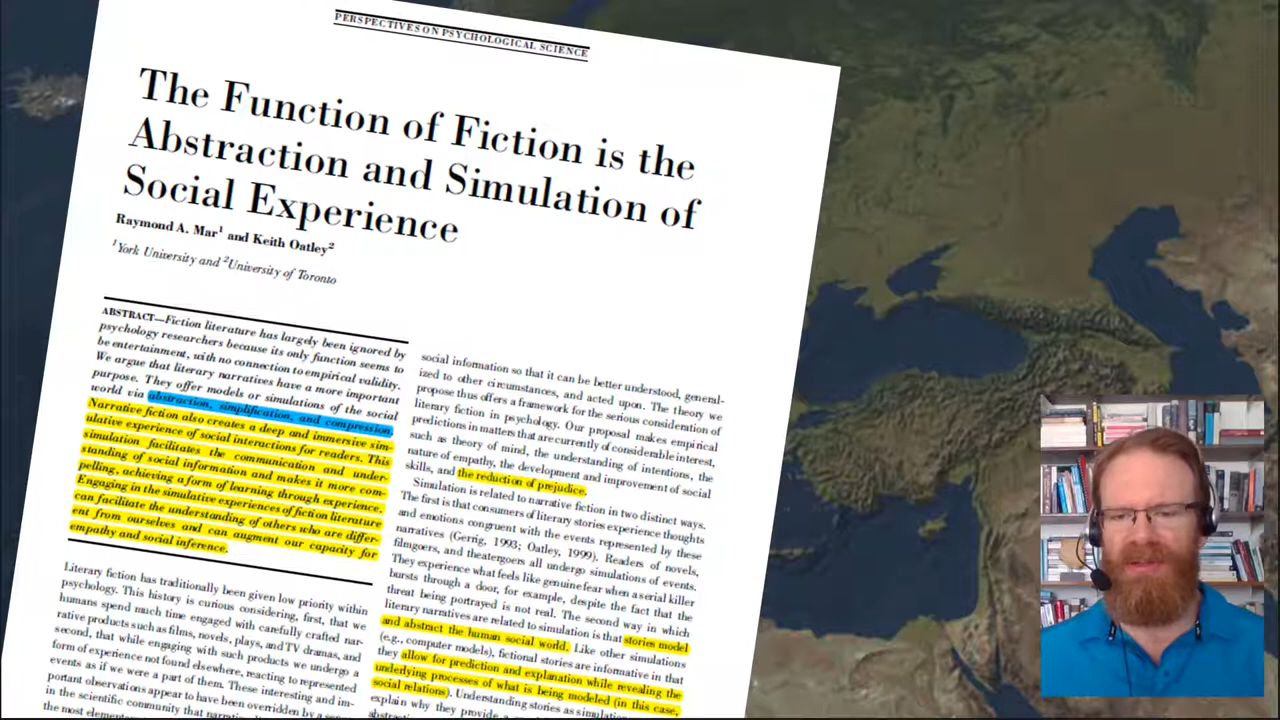 PERSPECTIVES ON PSYCHOLOGICAL SCIENCE
The Function of Fiction is the
Abstraction and Simulation of
Social Experience
Raymond A. Mar¹ and Keith Oatley²
¹York University and ²University of Toronto
ABSTRACT—Fiction literature has largely been ignored by
psychology researchers because its only function seems to
be entertainment, with no connection to empirical validity.
We argue that literary narratives have a more important
purpose. They offer models or simulations of the social
world via abstraction, simplification, and compression.
Narrative fiction also creates a deep and immersive sim-
ulative experience of social interactions for readers. This
simulation facilitates the communication and under-
standing of social information and makes it more com-
pelling, achieving a form of learning through experience.
Engaging in the simulative experiences of fiction literature
can facilitate the understanding of others who are differ-
ent from ourselves and can augment our capacity for
empathy and social inference.
Literary fiction has traditionally been given low priority within
psychology. This history is curious considering, first, that we
humans spend much time engaged with carefully crafted nar-
rative products such as films, novels, plays, and TV dramas, and
second, that while engaging with such products we undergo a
form of experience not found elsewhere, reacting to represented
events as if we were a part of them. These interesting and im-
portant observations appear to have been overridden by a
in the scientific community that
the most
social information so that it can be better understood, general-
ized to other circumstances, and acted upon. The theory we
propose thus offers a framework for the serious consideration of
literary fiction in psychology. Our proposal makes empirical
predictions in matters that are currently of considerable interest,
such as theory of mind, the understanding of intentions, the
nature of empathy, the development and improvement of social
skills, and the reduction of prejudice.
Simulation is related to narrative fiction in two distinct ways.
The first is that consumers of literary stories experience thoughts
and emotions congruent with the events represented by these
narratives (Gerrig, 1993; Oatley, 1999). Readers of novels,
filmgoers, and theatergoers all undergo simulations of events.
They experience what feels like genuine fear when a serial killer
bursts through a door, for example, despite the fact that the
threat being portrayed is not real. The second way in which
literary narratives are related to simulation is that stories model
and abstract the human social world. Like other simulations
(e.g., computer models), fictional stories are informative in that
they allow for prediction and explanation while revealing the
underlying processes of what is being modeled (in this case,
social relations). Understanding stories as
explain why they provide a